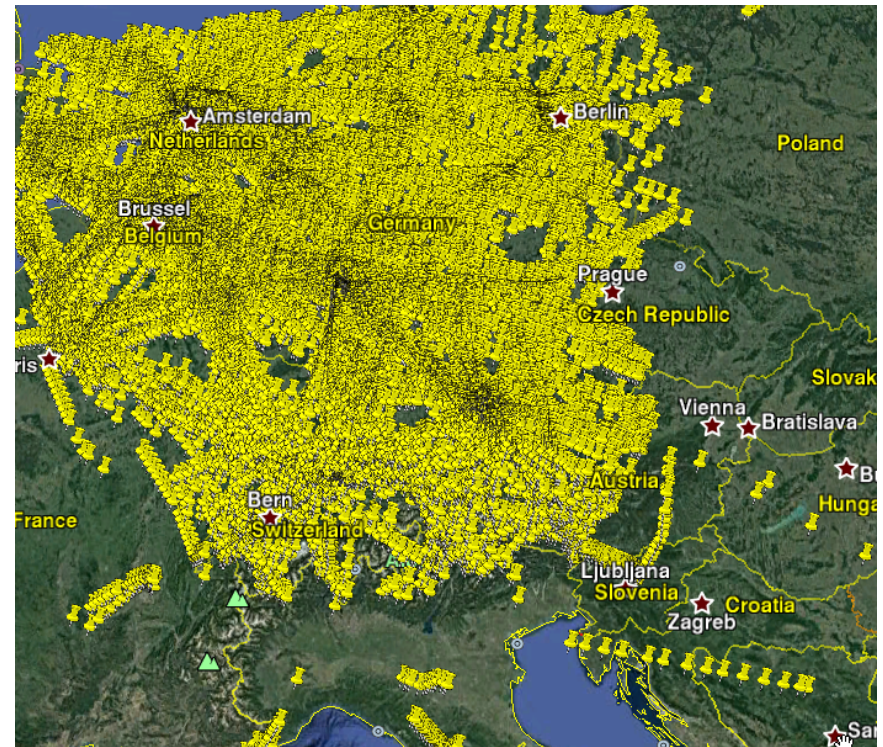 Amsterdam
Netherlands
Berlin
Poland
Brussel
Belgium
Germany
Prague
Czech Republic
ris
Slovak
Vienna
Bratislava
Bu
Austria
Hunga
Bern
Switzerland
France
Ljubljana
Slovenia
Croatia
Zagreb
Sar